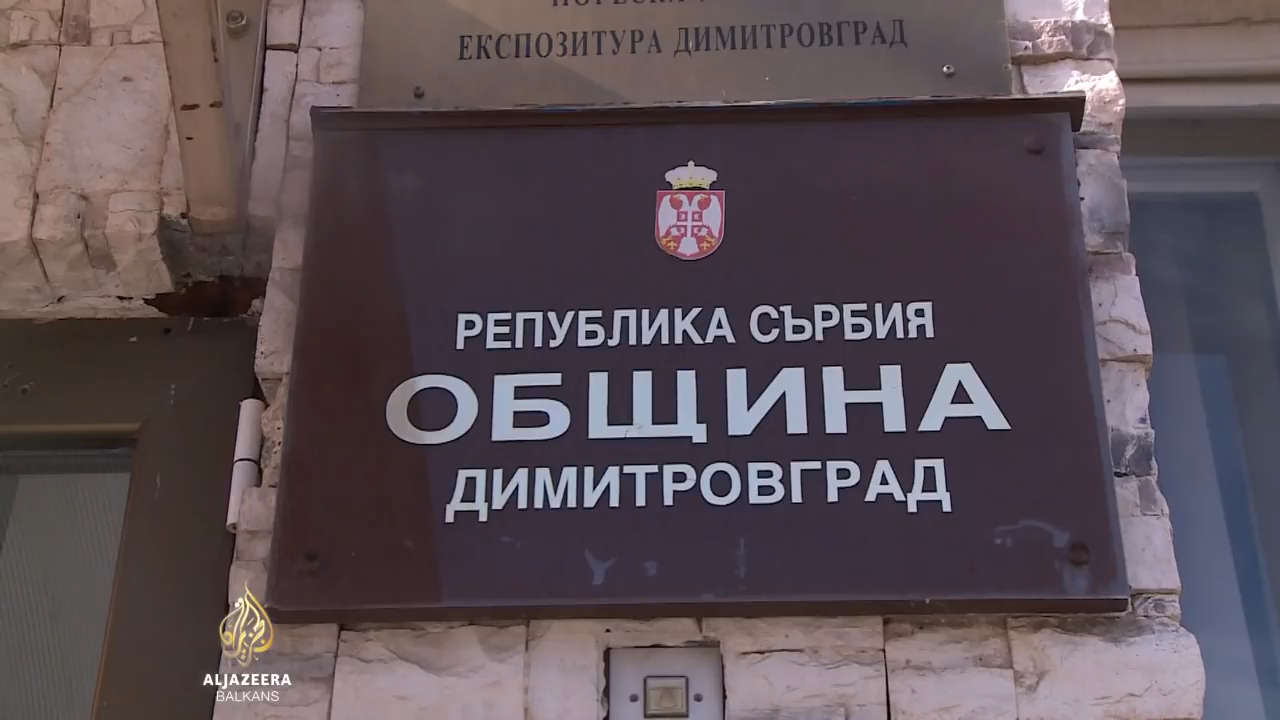 ЕКСПОЗИТУРА ДИМИТРОВГРАД
РЕПУБЛИКА СЪРБИЯ
ОБЩИНА
ДИМИТРОВГРАД
ALJAZEERA
BALKANS